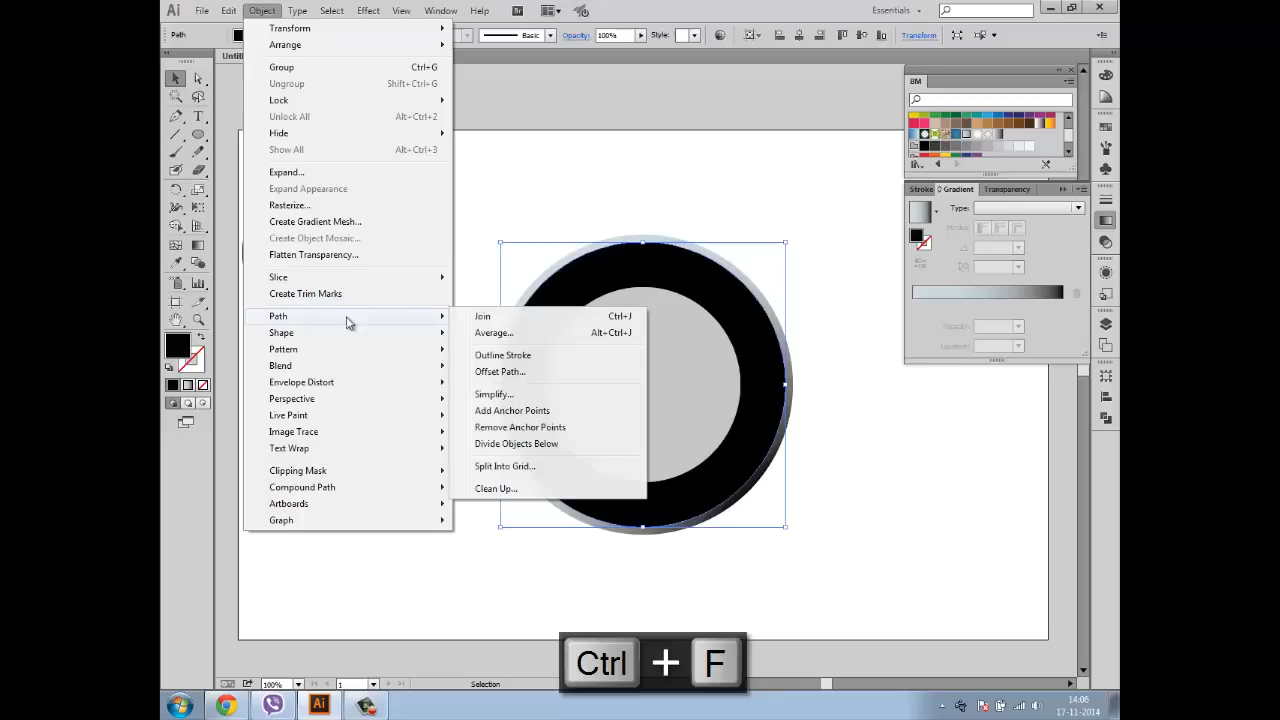 Ai File Edit Object Type Select Effect View Window Help Br Essentials
Path Basic Opacity: 100% Style: Transform
Untit
Transform
Arrange
Group Ctrl+G
Ungroup Shift+Ctrl+G
Lock
Unlock All Alt+Ctrl+2
Hide
Show All Alt+Ctrl+3
Expand...
Expand Appearance
Rasterize...
Create Gradient Mesh...
Create Object Mosaic...
Flatten Transparency...
Slice
Create Trim Marks
Path
Shape
Pattern
Blend
Envelope Distort
Perspective
Live Paint
Image Trace
Text Wrap
Clipping Mask
Compound Path
Artboards
Graph
Join Ctrl+J
Average... Alt+Ctrl+J
Outline Stroke
Offset Path...
Simplify...
Add Anchor Points
Remove Anchor Points
Divide Objects Below
Split Into Grid...
Clean Up...
BM
Stroke Gradient Transparency
Type:
Stroke:
Opacity:
Location:
Ctrl + F
100% 1 Selection
Ai
14:06
17-11-2014